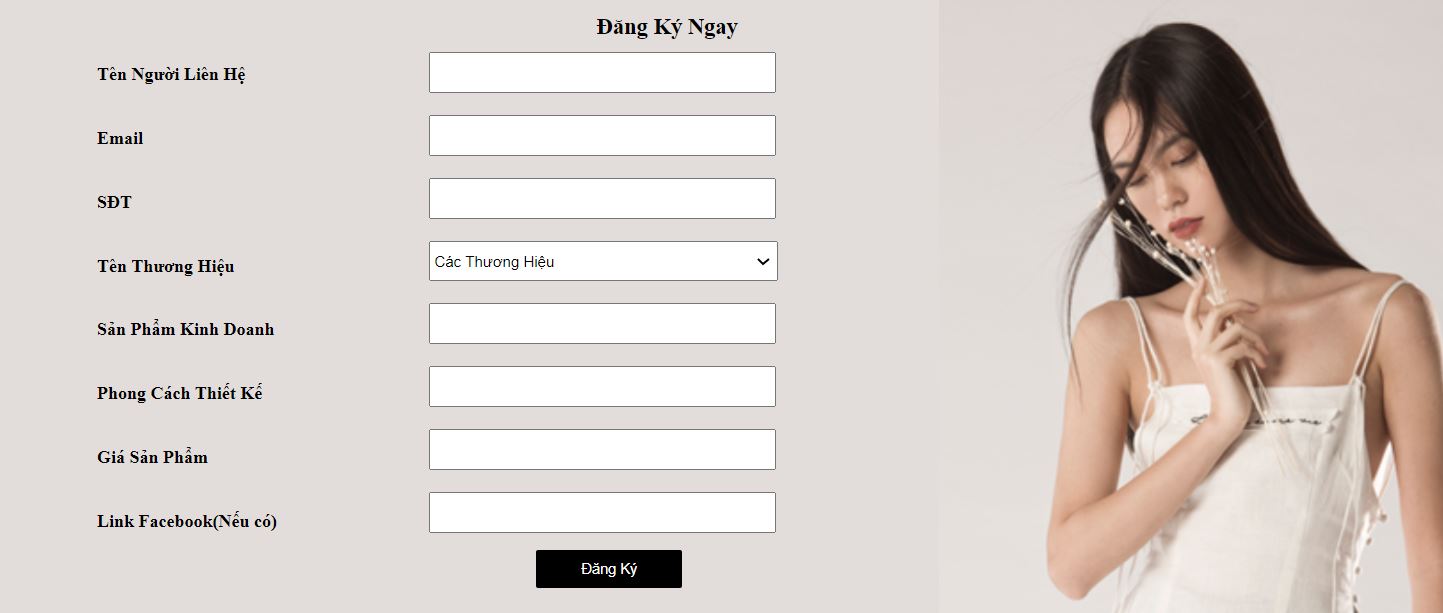 Đăng Ký Ngay
Tên Người Liên Hệ
Email
SĐT
Tên Thương Hiệu
Các Thương Hiệu
Sản Phẩm Kinh Doanh
Phong Cách Thiết Kế
Giá Sản Phẩm
Link Facebook(Nếu có)
Đăng Ký